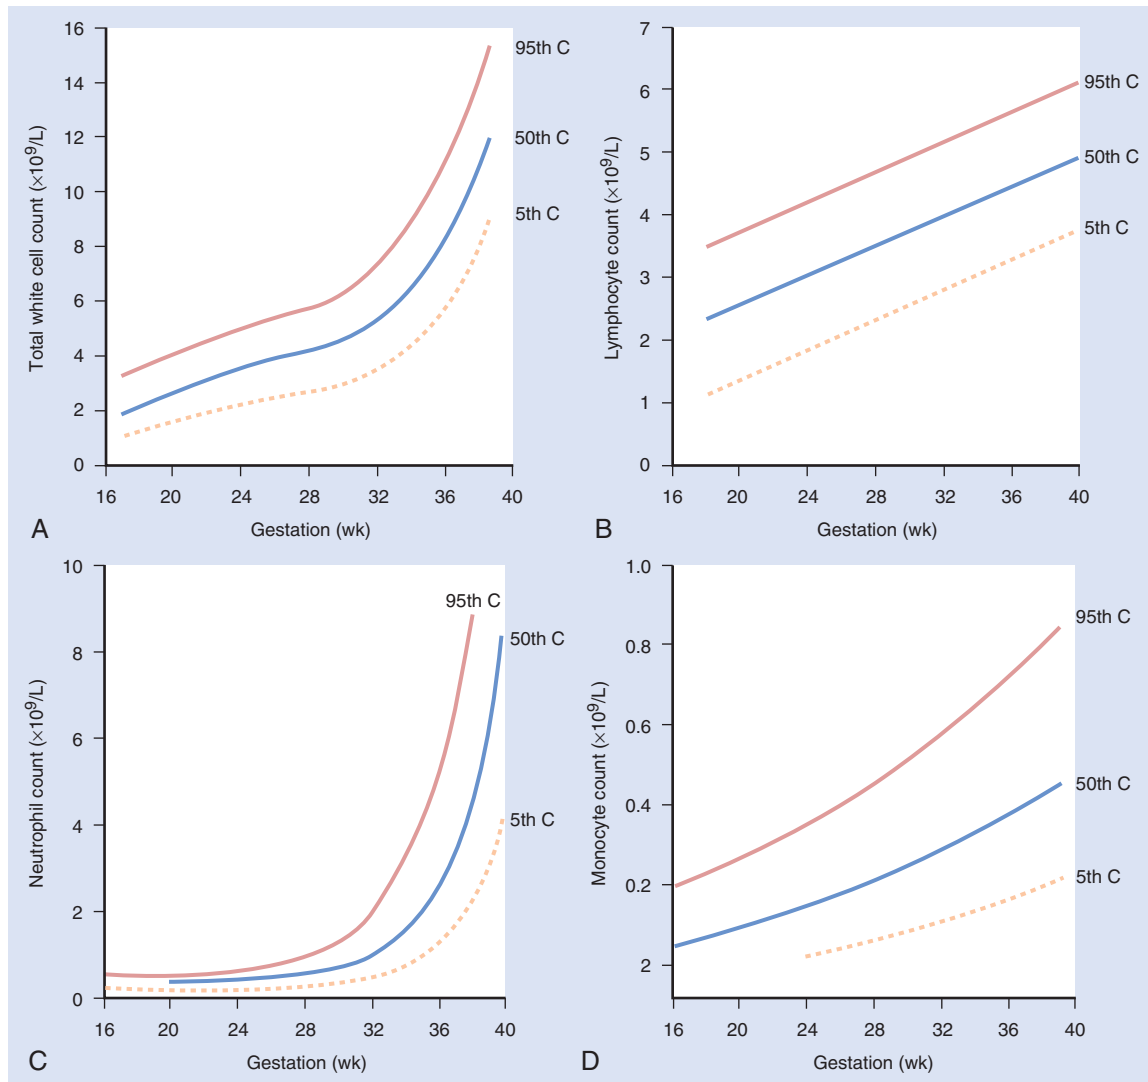 16
14
12
10
8
6
4
2
0
Total white cell count (×10⁹/L)
95th C
50th C
5th C
16 20 24 28 32 36 40
A
Gestation (wk)
7
6
5
4
3
2
1
0
Lymphocyte count (×10⁹/L)
95th C
50th C
5th C
16 20 24 28 32 36 40
B
Gestation (wk)
10
8
6
4
2
0
Neutrophil count (×10⁹/L)
95th C
50th C
5th C
16 20 24 28 32 36 40
C
Gestation (wk)
1.0
0.8
0.6
0.4
0.2
2
Monocyte count (×10⁹/L)
95th C
50th C
5th C
16 20 24 28 32 36 40
D
Gestation (wk)